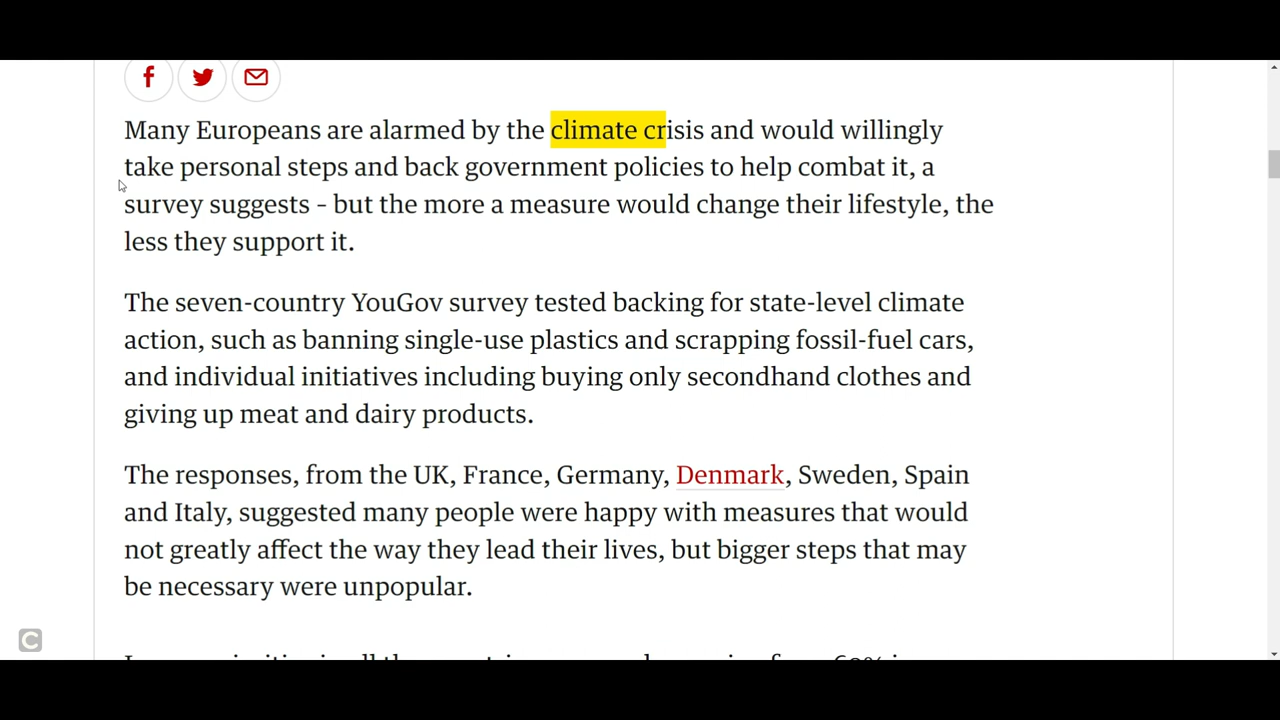 Many Europeans are alarmed by the climate crisis and would willingly
take personal steps and back government policies to help combat it, a
survey suggests – but the more a measure would change their lifestyle, the
less they support it.
The seven-country YouGov survey tested backing for state-level climate
action, such as banning single-use plastics and scrapping fossil-fuel cars,
and individual initiatives including buying only secondhand clothes and
giving up meat and dairy products.
The responses, from the UK, France, Germany, Denmark, Sweden, Spain
and Italy, suggested many people were happy with measures that would
not greatly affect the way they lead their lives, but bigger steps that may
be necessary were unpopular.